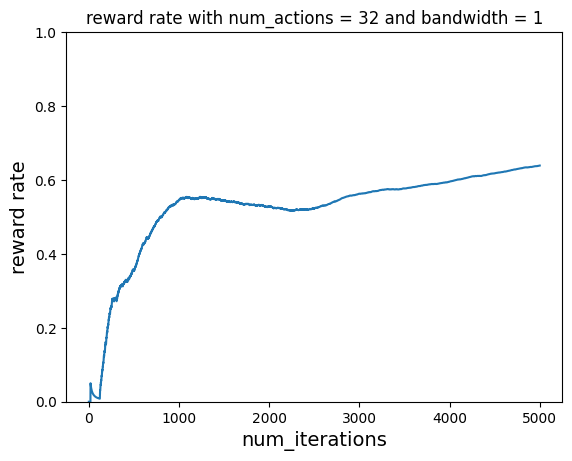 reward rate with num_actions = 32 and bandwidth = 1
1.0
0.8
0.6
0.4
0.2
0.0
reward rate
0 1000 2000 3000 4000 5000
num_iterations